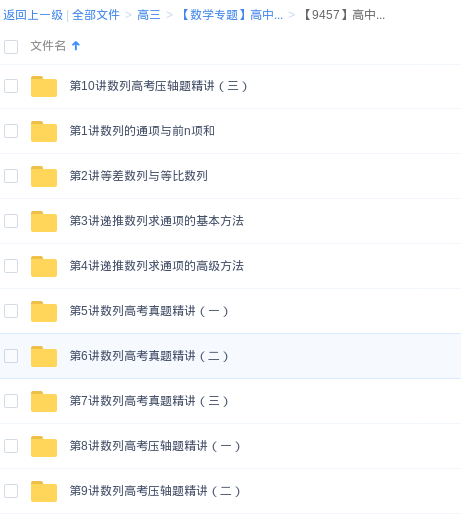 返回上一级 | 全部文件 > 高三 > 【数学专题】高中... > 【9457】高中...
文件名
第10讲数列高考压轴题精讲（三）
第1讲数列的通项与前n项和
第2讲等差数列与等比数列
第3讲递推数列求通项的基本方法
第4讲递推数列求通项的高级方法
第5讲数列高考真题精讲（一）
第6讲数列高考真题精讲（二）
第7讲数列高考真题精讲（三）
第8讲数列高考压轴题精讲（一）
第9讲数列高考压轴题精讲（二）